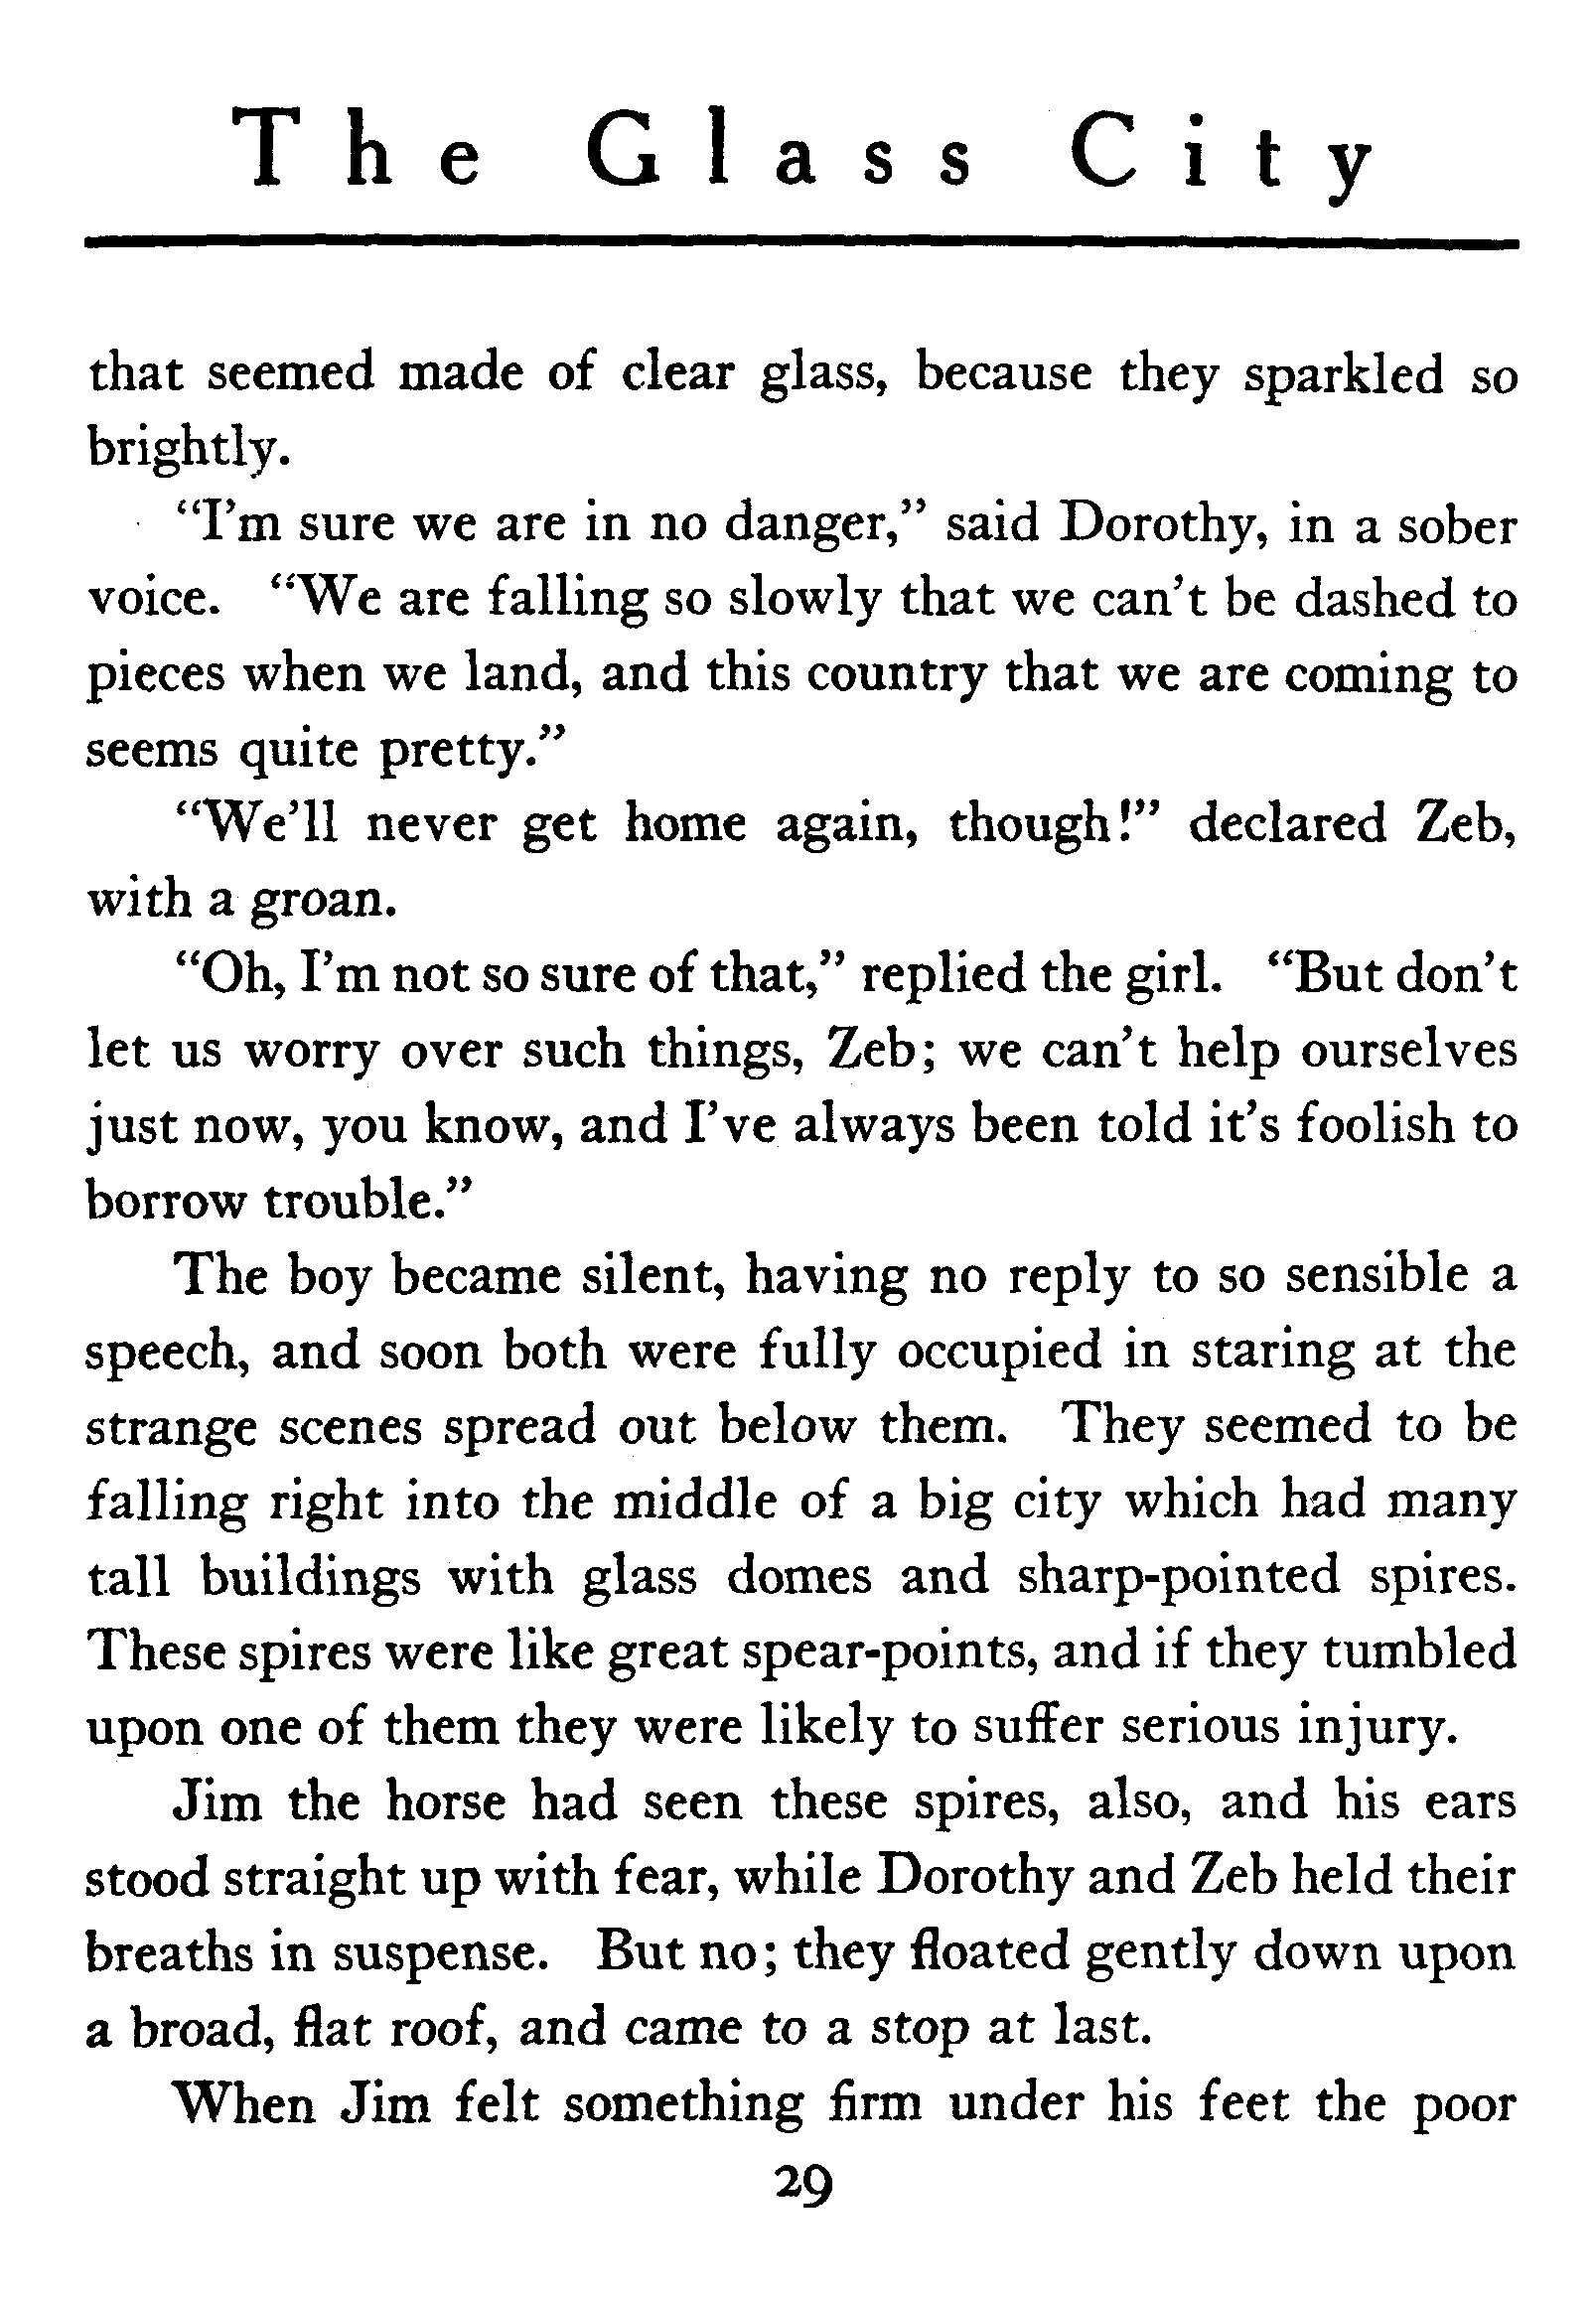 The Glass City
that seemed made of clear glass, because they sparkled so
brightly.
“I’m sure we are in no danger,” said Dorothy, in a sober
voice. “We are falling so slowly that we can’t be dashed to
pieces when we land, and this country that we are coming to
seems quite pretty.”
“We’ll never get home again, though!” declared Zeb,
with a groan.
“Oh, I’m not so sure of that,” replied the girl. “But don’t
let us worry over such things, Zeb; we can’t help ourselves
just now, you know, and I’ve always been told it’s foolish to
borrow trouble.”
The boy became silent, having no reply to so sensible a
speech, and soon both were fully occupied in staring at the
strange scenes spread out below them. They seemed to be
falling right into the middle of a big city which had many
tall buildings with glass domes and sharp-pointed spires.
These spires were like great spear-points, and if they tumbled
upon one of them they were likely to suffer serious injury.
Jim the horse had seen these spires, also, and his ears
stood straight up with fear, while Dorothy and Zeb held their
breaths in suspense. But no; they floated gently down upon
a broad, flat roof, and came to a stop at last.
When Jim felt something firm under his feet the poor
29